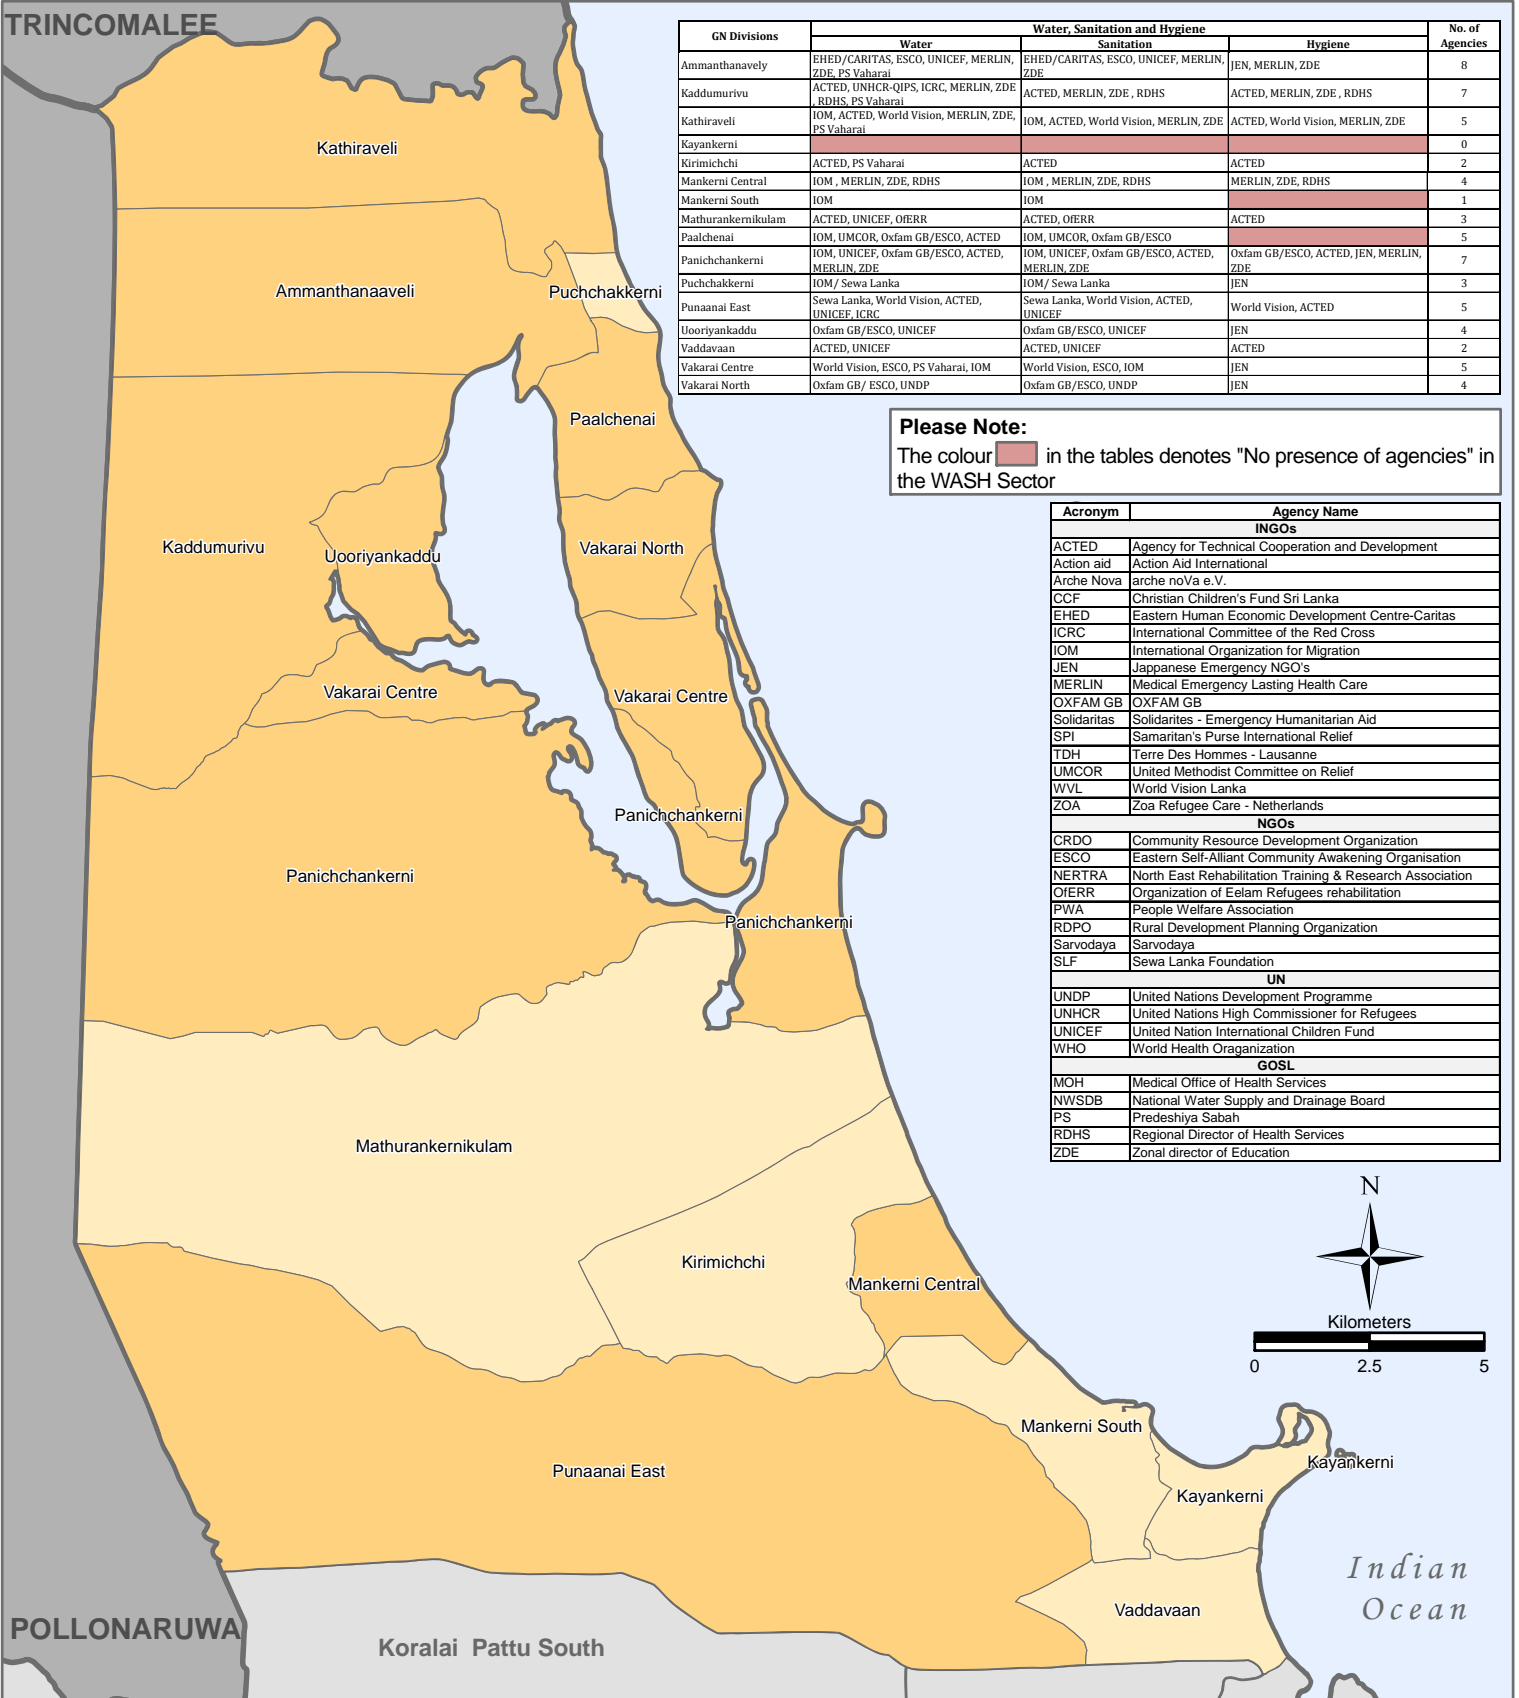 TRINCOMALEE
GN Divisions Water, Sanitation and Hygiene No. of Agencies
Water Sanitation Hygiene
Ammanthanavely EHED/CARITAS, ESCO, UNICEF, MERLIN, ZDE, PS Vaharai EHED/CARITAS, ESCO, UNICEF, MERLIN, ZDE JEN, MERLIN, ZDE 8
Kaddumurivu ACTED, UNHCR-QIPS, ICRC, MERLIN, ZDE , RDHS, PS Vaharai ACTED, MERLIN, ZDE , RDHS ACTED, MERLIN, ZDE , RDHS 7
Kathiraveli IOM, ACTED, World Vision, MERLIN, ZDE, PS Vaharai IOM, ACTED, World Vision, MERLIN, ZDE ACTED, World Vision, MERLIN, ZDE 5
Kayankerni 0
Kirimichchi ACTED, PS Vaharai ACTED ACTED 2
Mankerni Central IOM , MERLIN, ZDE, RDHS IOM , MERLIN, ZDE, RDHS MERLIN, ZDE, RDHS 4
Mankerni South IOM IOM 1
Mathurankernikulam ACTED, UNICEF, OfERR ACTED, OfERR ACTED 3
Paalchenai IOM, UMCOR, Oxfam GB/ESCO, ACTED IOM, UMCOR, Oxfam GB/ESCO 5
Panichchankerni IOM, UNICEF, Oxfam GB/ESCO, ACTED, MERLIN, ZDE IOM, UNICEF, Oxfam GB/ESCO, ACTED, MERLIN, ZDE Oxfam GB/ESCO, ACTED, JEN, MERLIN, ZDE 7
Puchchakkerni IOM/ Sewa Lanka IOM/ Sewa Lanka JEN 3
Punaanai East Sewa Lanka, World Vision, ACTED, UNICEF, ICRC Sewa Lanka, World Vision, ACTED, UNICEF World Vision, ACTED 5
Uooriyankaddu Oxfam GB/ESCO, UNICEF Oxfam GB/ESCO, UNICEF JEN 4
Vaddavaan ACTED, UNICEF ACTED, UNICEF ACTED 2
Vakarai Centre World Vision, ESCO, PS Vaharai, IOM World Vision, ESCO, IOM JEN 5
Vakarai North Oxfam GB/ ESCO, UNDP Oxfam GB/ESCO, UNDP JEN 4
Please Note:
The colour in the tables denotes "No presence of agencies" in
the WASH Sector
Acronym Agency Name
INGOs
ACTED Agency for Technical Cooperation and Development
Action aid Action Aid International
Arche Nova arche noVa e.V.
CCF Christian Children's Fund Sri Lanka
EHED Eastern Human Economic Development Centre-Caritas
ICRC International Committee of the Red Cross
IOM International Organization for Migration
JEN Jappanese Emergency NGO's
MERLIN Medical Emergency Lasting Health Care
OXFAM GB OXFAM GB
Solidaritas Solidarites - Emergency Humanitarian Aid
SPI Samaritan's Purse International Relief
TDH Terre Des Hommes - Lausanne
UMCOR United Methodist Committee on Relief
WVL World Vision Lanka
ZOA Zoa Refugee Care - Netherlands
NGOs
CRDO Community Resource Development Organization
ESCO Eastern Self-Alliant Community Awakening Organisation
NERTRA North East Rehabilitation Training & Research Association
OfERR Organization of Eelam Refugees rehabilitation
PWA People Welfare Association
RDPO Rural Development Planning Organization
Sarvodaya Sarvodaya
SLF Sewa Lanka Foundation
UN
UNDP United Nations Development Programme
UNHCR United Nations High Commissioner for Refugees
UNICEF United Nation International Children Fund
WHO World Health Oraganization
GOSL
MOH Medical Office of Health Services
NWSDB National Water Supply and Drainage Board
PS Predeshiya Sabah
RDHS Regional Director of Health Services
ZDE Zonal director of Education
Kathiraveli
Ammanthanaaveli
Puchchakkerni
Paalchenai
Kaddumurivu
Uooriyankaddu
Vakarai North
Vakarai Centre
Vakarai Centre
Panichchankerni
Panichchankerni
Panichchankerni
Mathurankernikulam
Kirimichchi
Mankerni Central
N
Kilometers
0 2.5 5
Mankerni South
Kayankerni
Punaanai East
Kayankerni
Vaddavaan
Indian
Ocean
POLLONARUWA
Koralai Pattu South